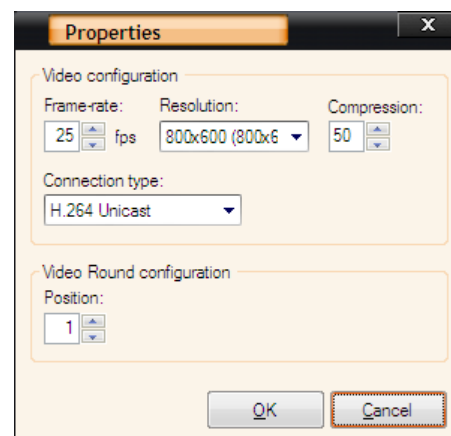 Properties
X
Video configuration
Frame-rate: Resolution: Compression:
25 fps 800x600 (800x6 50
Connection type:
H.264 Unicast
Video Round configuration
Position:
1
OK Cancel